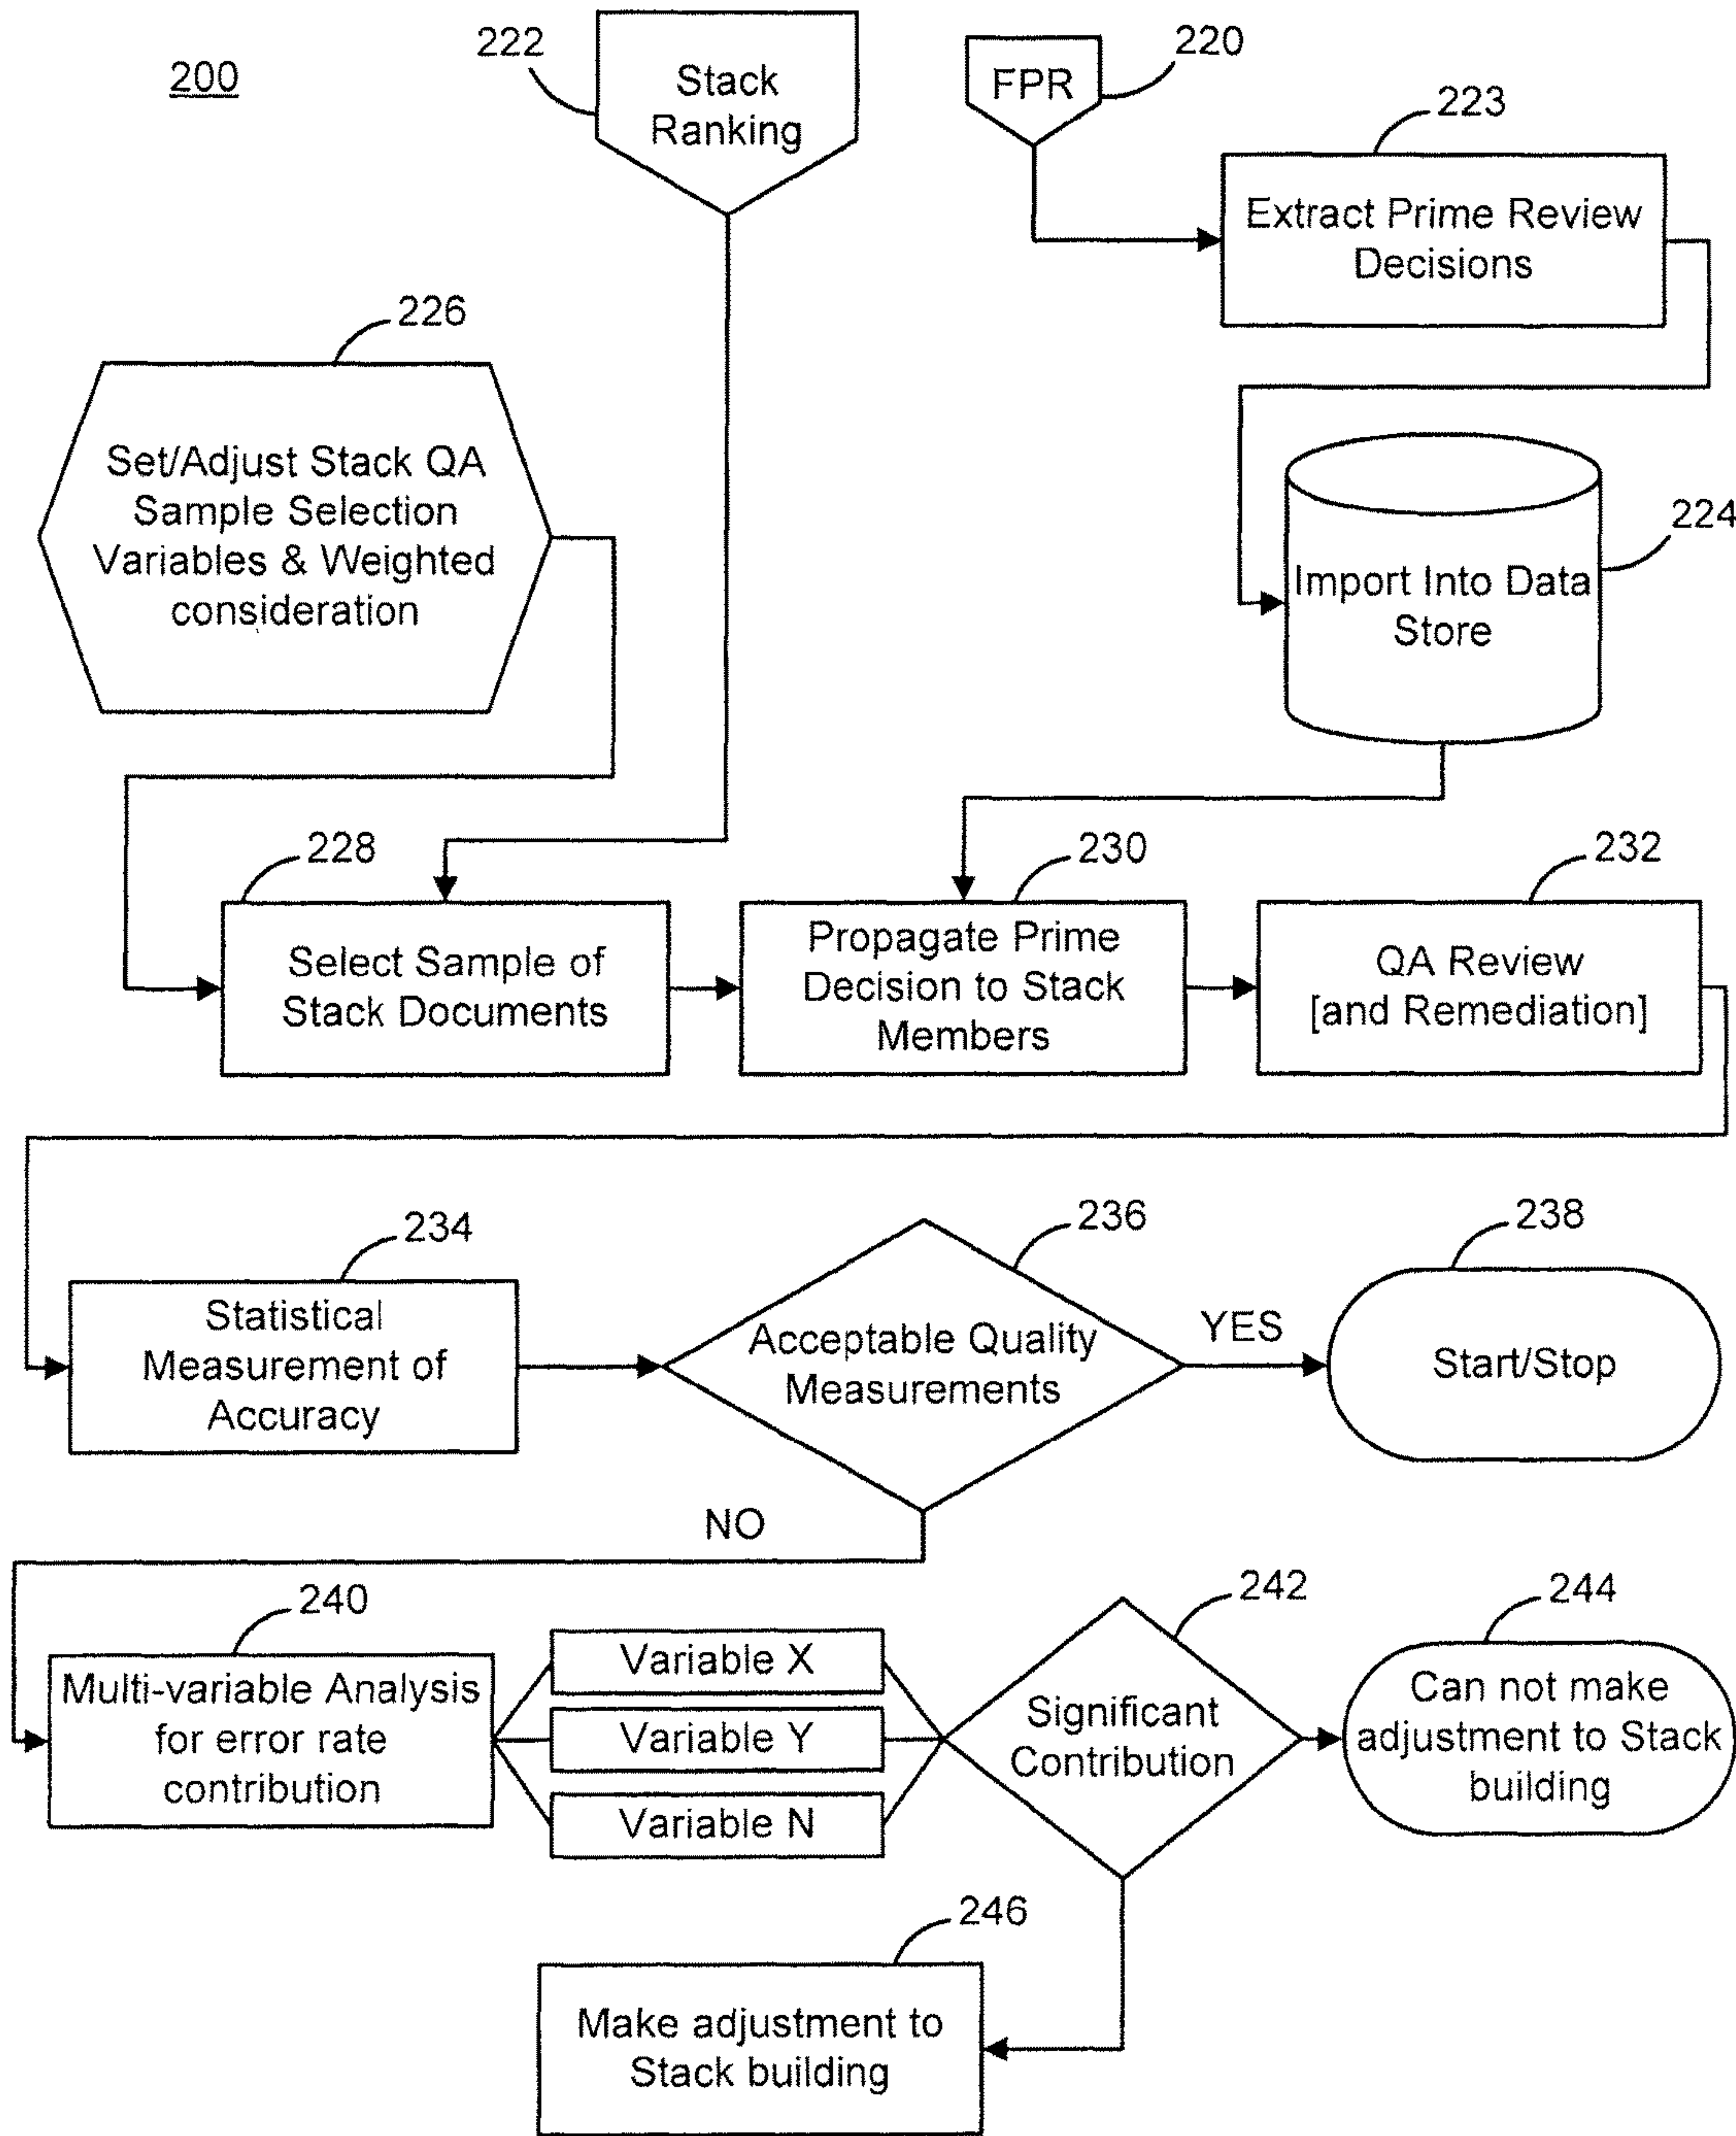 200
222
Stack
Ranking
FPR
220
223
Extract Prime Review
Decisions
226
Set/Adjust Stack QA
Sample Selection
Variables & Weighted
consideration
224
Import Into Data
Store
228
Select Sample of
Stack Documents
230
Propagate Prime
Decision to Stack
Members
232
QA Review
[and Remediation]
234
Statistical
Measurement of
Accuracy
236
Acceptable Quality
Measurements
YES
238
Start/Stop
NO
240
Multi-variable Analysis
for error rate
contribution
Variable X
Variable Y
Variable N
242
Significant
Contribution
244
Can not make
adjustment to Stack
building
246
Make adjustment to
Stack building